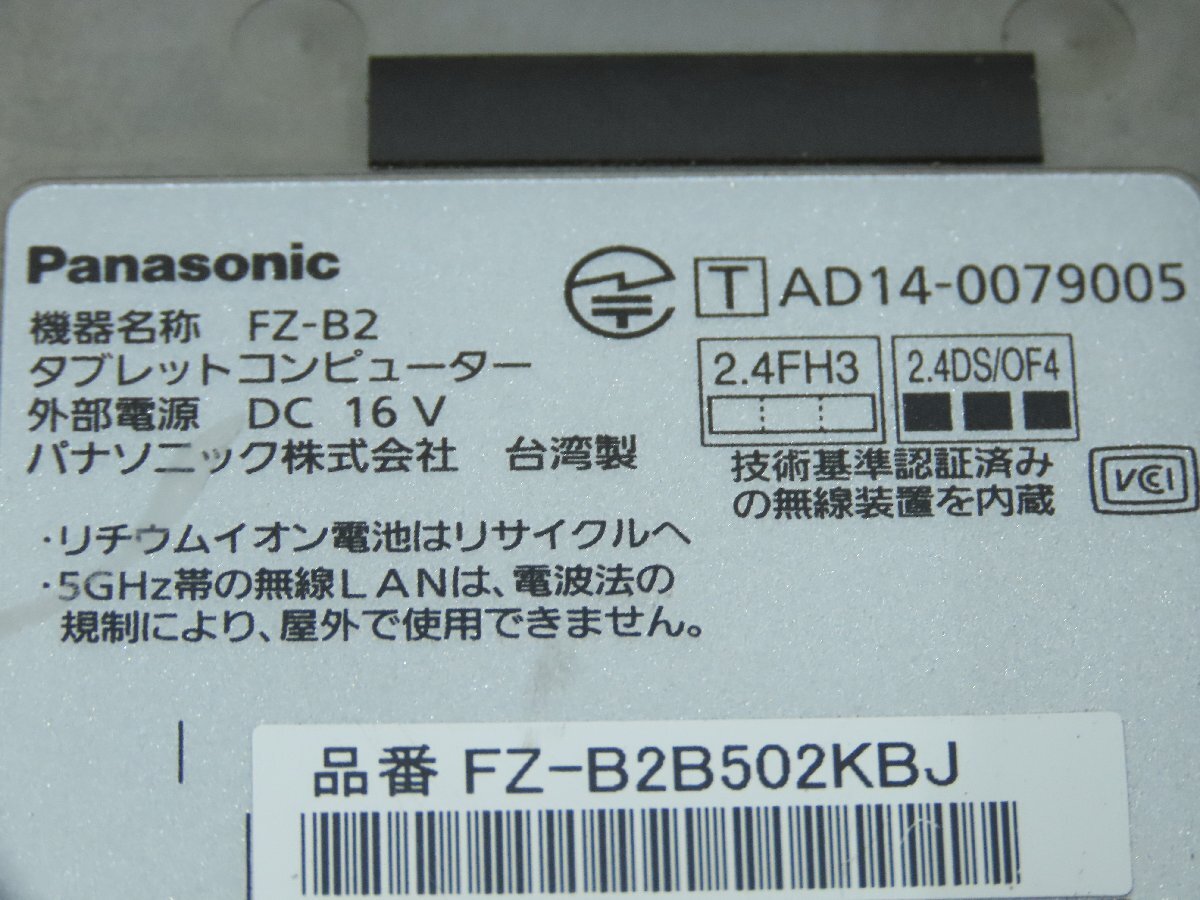 Panasonic
機器名称 FZ-B2
タブレットコンピューター
外部電源 DC 16 V
パナソニック株式会社 台湾製
T AD14-0079005
2.4FH3
2.4DS/OF4
技術基準認証済み
の無線装置を内蔵
VCCI
・リチウムイオン電池はリサイクルへ
・5GHz帯の無線LANは、電波法の
規制により、屋外で使用できません。
品番 FZ-B2B502KBJ